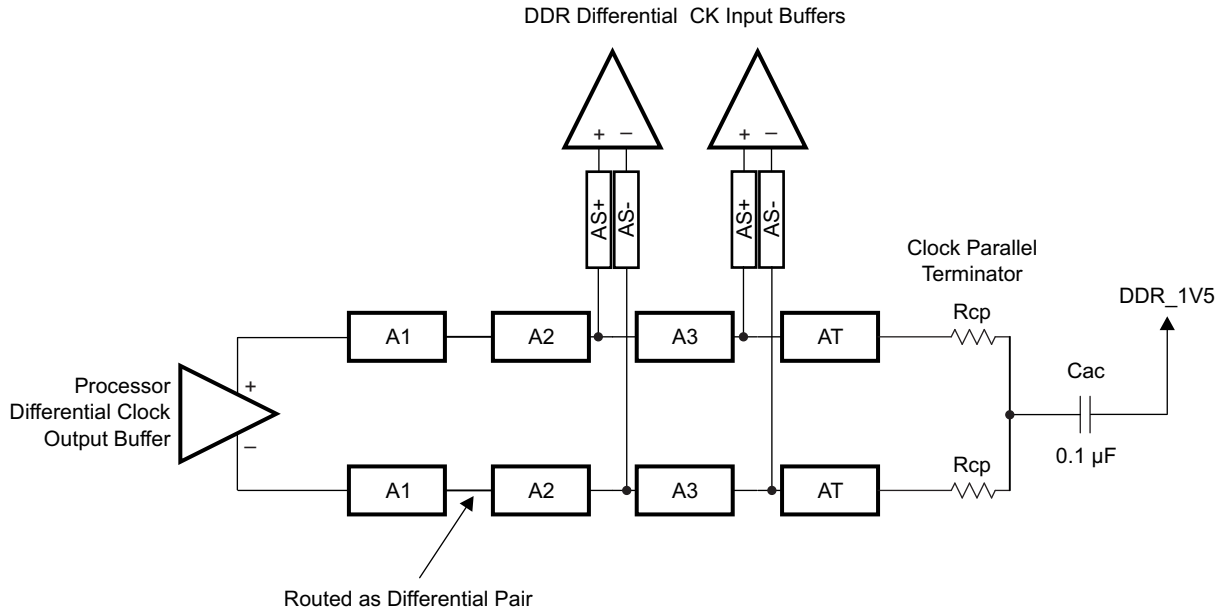 DDR Differential CK Input Buffers
+ − + −
AS+ AS- AS+ AS-
Clock Parallel
Terminator
DDR_1V5
Rcp
A1 A2 A3 AT
Cac
Processor
Differential Clock
Output Buffer
+
−
0.1 µF
Rcp
A1 A2 A3 AT
Routed as Differential Pair